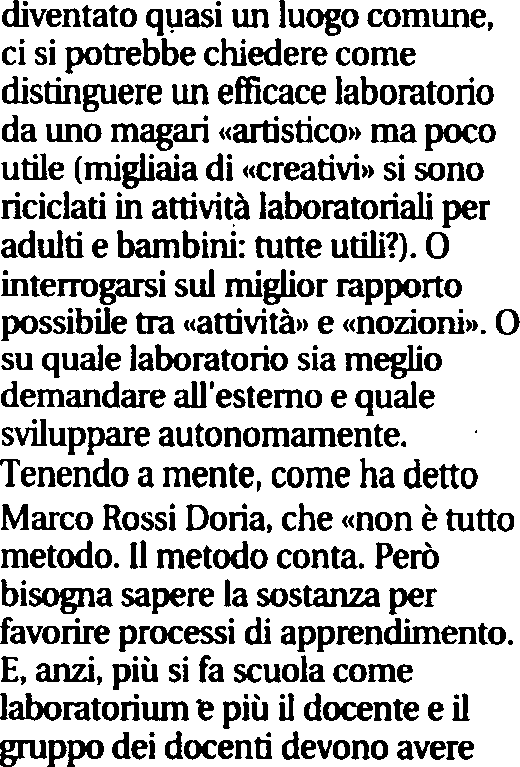 diventato quasi un luogo comune,
ci si potrebbe chiedere come
distinguere un efficace laboratorio
da uno magari «artistico» ma poco
utile (migliaia di «creativi» si sono
riciclati in attività laboratoriali per
adulti e bambini: tutte utili?). O
interrogarsi sul miglior rapporto
possibile tra «attività» e «nozioni». O
su quale laboratorio sia meglio
demandare all'esterno e quale
sviluppare autonomamente.
Tenendo a mente, come ha detto
Marco Rossi Doria, che «non è tutto
metodo. Il metodo conta. Però
bisogna sapere la sostanza per
favorire processi di apprendimento.
E, anzi, più si fa scuola come
laboratorium e più il docente e il
gruppo dei docenti devono avere